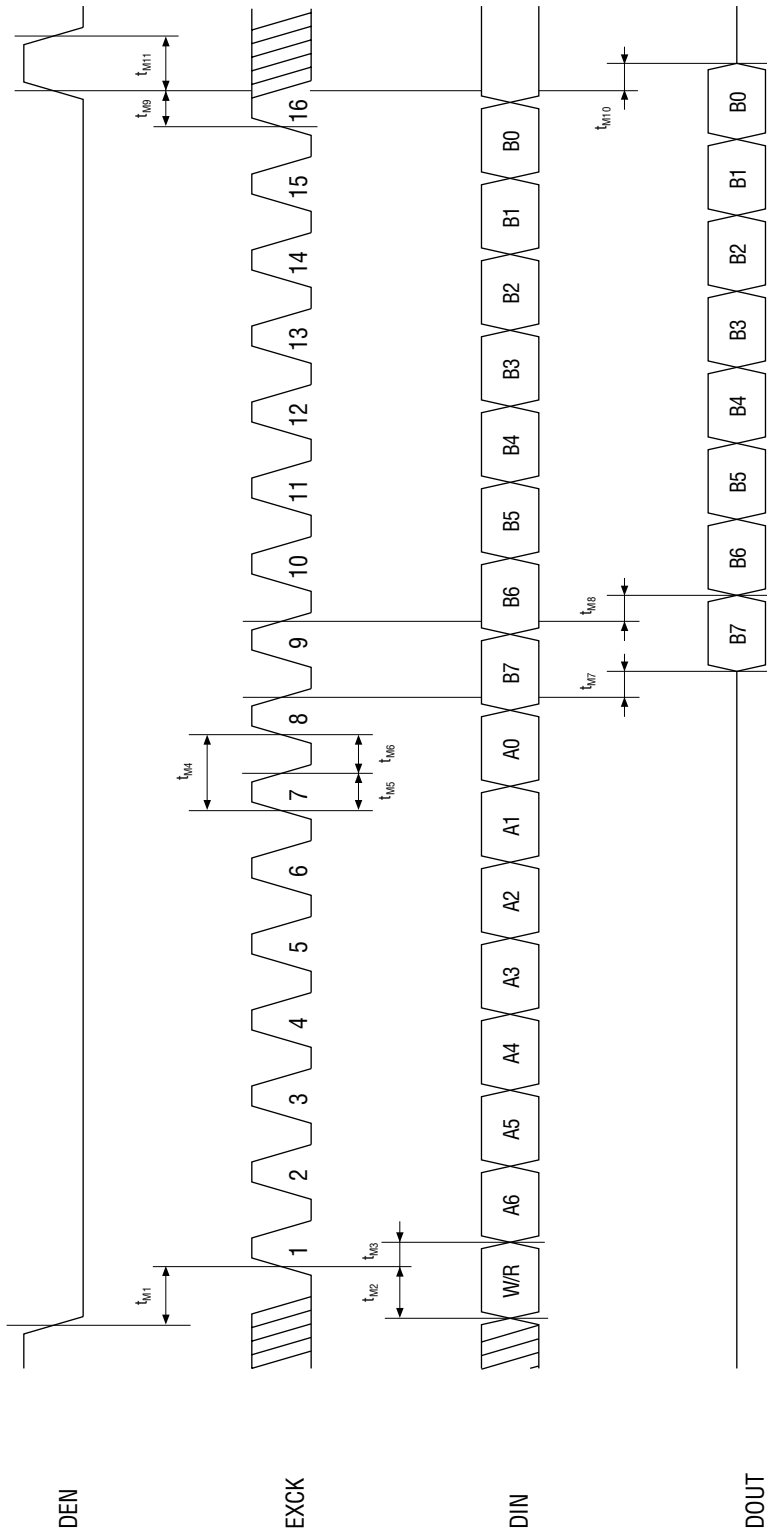 DEN
tM1
tM9
tM11
EXCK
1 2 3 4 5 6 7 8 9 10 11 12 13 14 15 16
tM4
tM5
tM6
tM2
tM3
DIN
W/R A6 A5 A4 A3 A2 A1 A0 B7 B6 B5 B4 B3 B2 B1 B0
tM7
tM8
tM10
DOUT
B7 B6 B5 B4 B3 B2 B1 B0